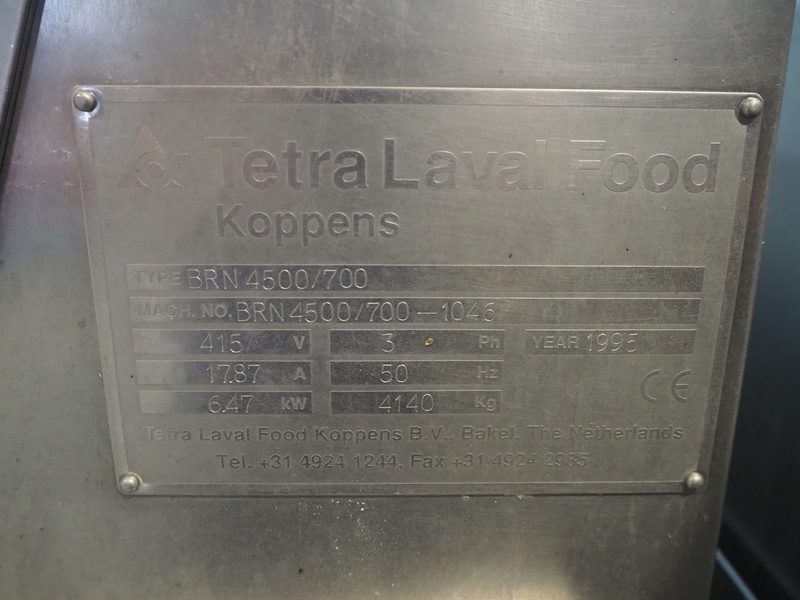 Tetra Laval Food
Koppens
TYPE BRN 4500/700
MACH. NO. BRN 4500/700-1046
415 V 3 Ph YEAR 1995
17.87 A 50 Hz
6.47 kW 4140 Kg CE
Tetra Laval Food Koppens B.V., Bakel, The Netherlands
Tel. +31 4924 1244, Fax +31 4924 2985